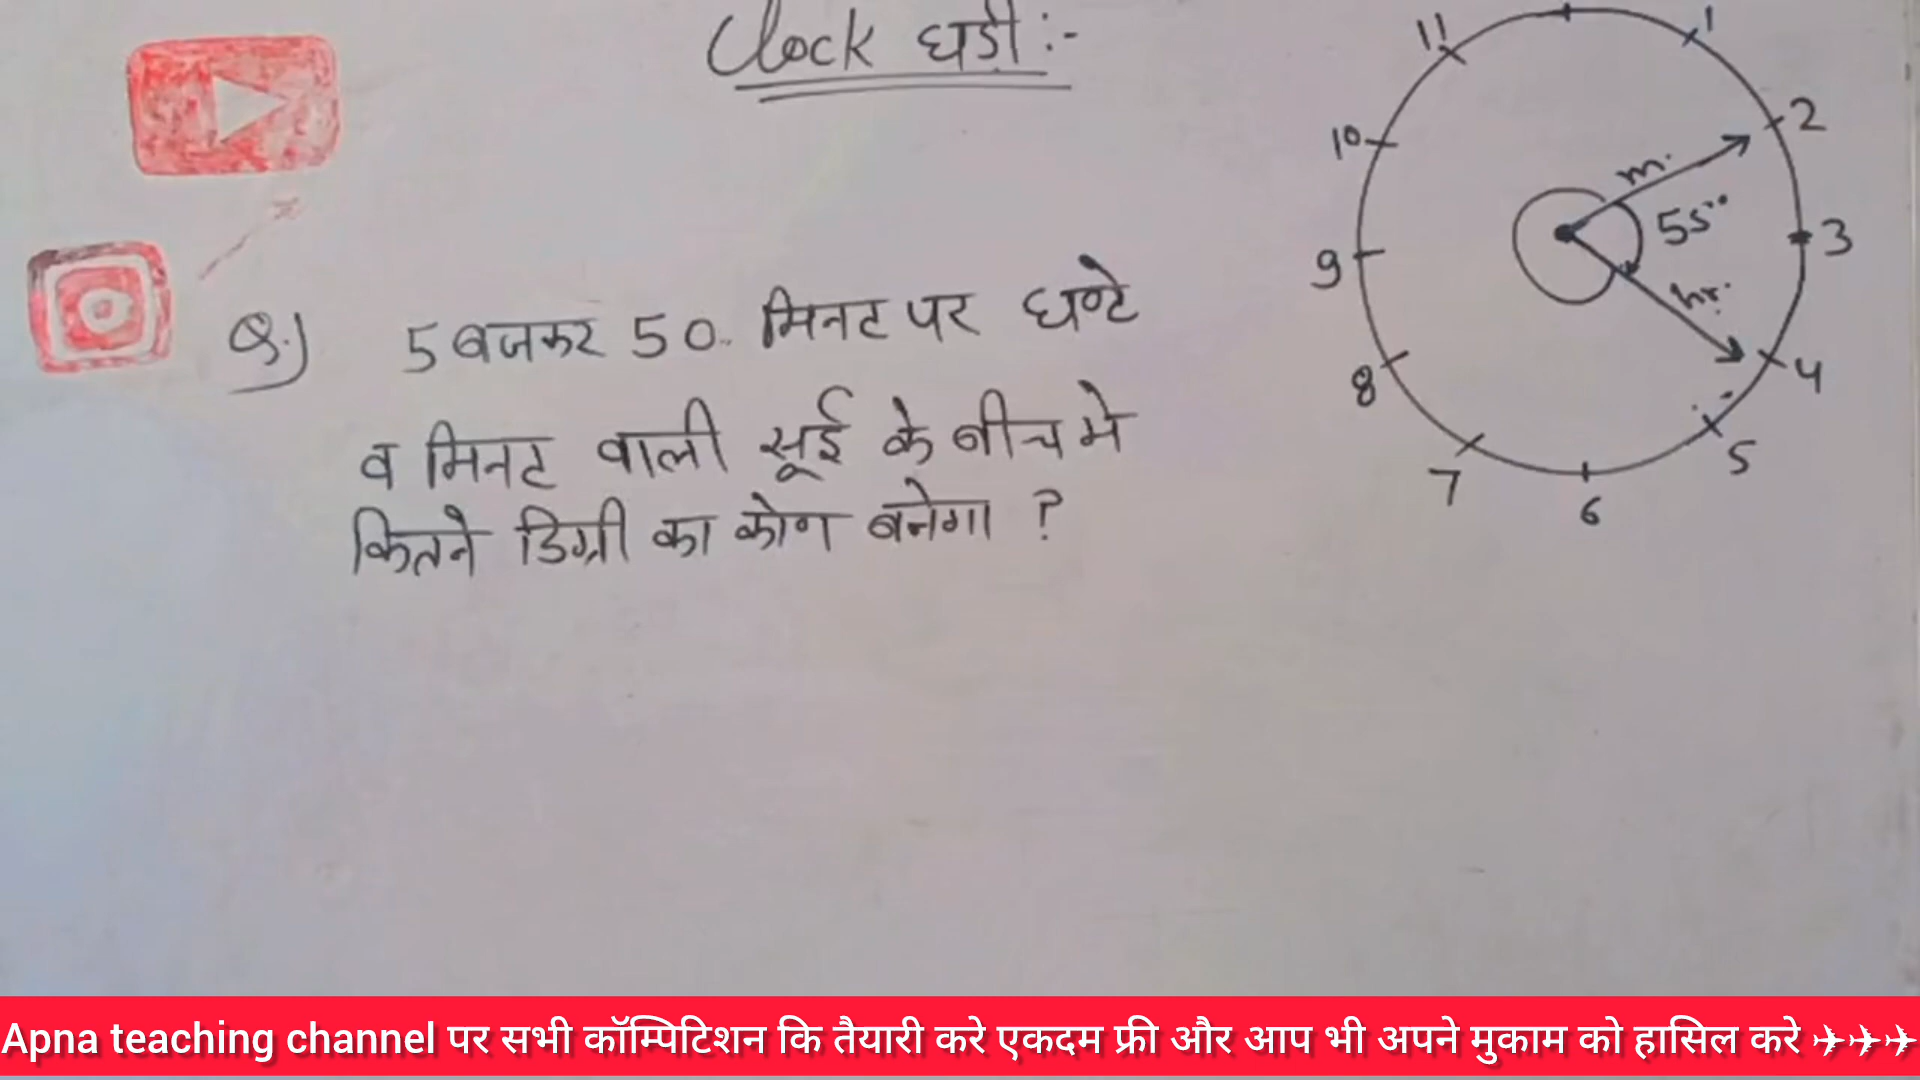 Clock घडी :-
Q.) 5 बजकर 50 मिनट पर घण्टे
व मिनट वाली सूई के बीच मे
कितने डिग्री का कोण बनेगा ?
11
1
10
2
m.
55°
9
3
hr.
8
4
7
5
6
Apna teaching channel पर सभी कॉम्पिटिशन कि तैयारी करे एकदम फ्री और आप भी अपने मुकाम को हासिल करे ✈✈✈